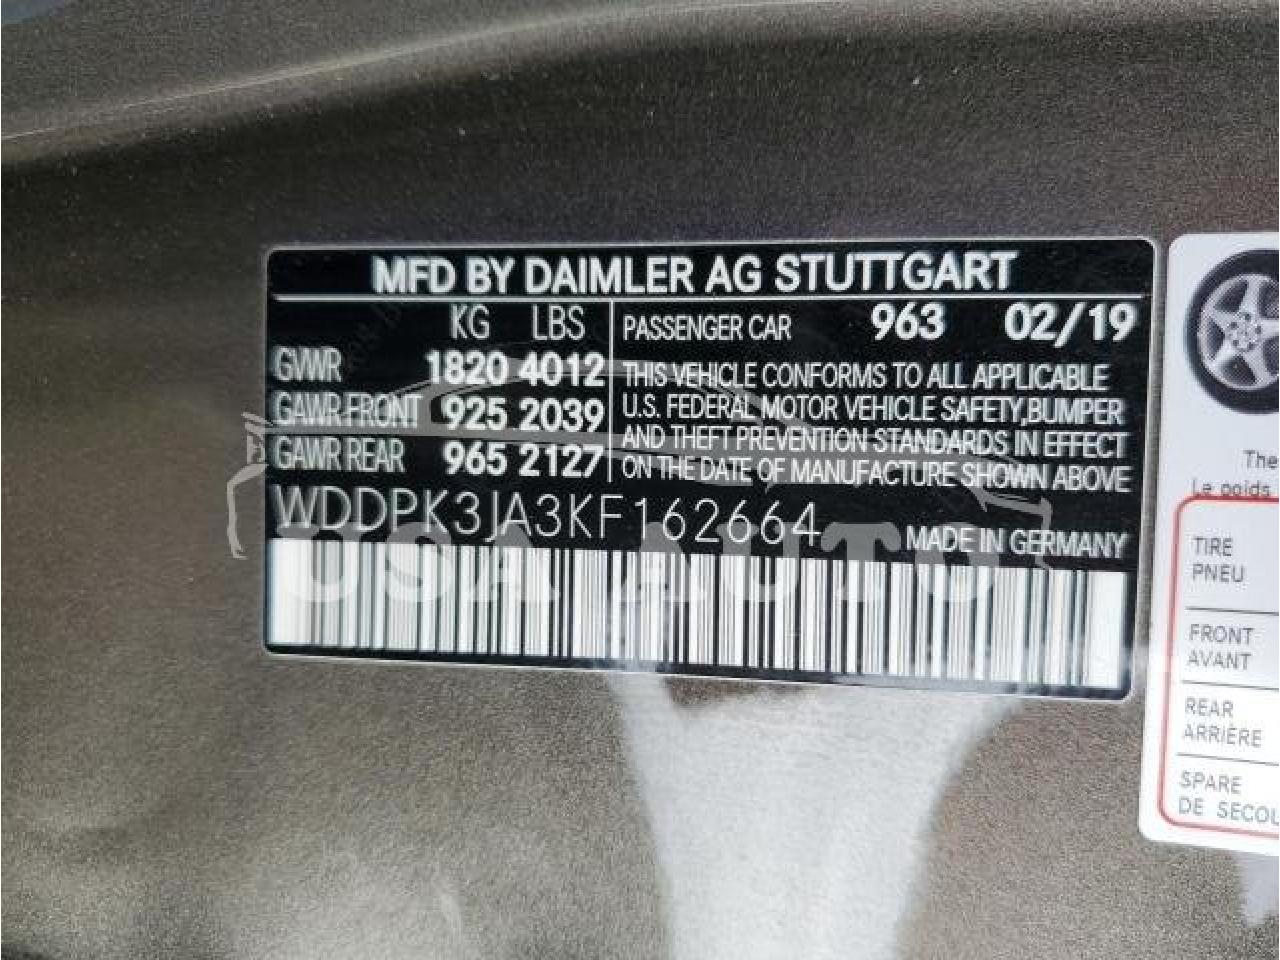 MFD BY DAIMLER AG STUTTGART
KG LBS
GVWR 1820 4012
GAWR FRONT 925 2039
GAWR REAR 965 2127
PASSENGER CAR 963 02/19
THIS VEHICLE CONFORMS TO ALL APPLICABLE
U.S. FEDERAL MOTOR VEHICLE SAFETY,BUMPER
AND THEFT PREVENTION STANDARDS IN EFFECT
ON THE DATE OF MANUFACTURE SHOWN ABOVE
WDDPK3JA3KF162664
MADE IN GERMANY
USA AUTO
The
Le poids
TIRE
PNEU
FRONT
AVANT
REAR
ARRIÈRE
SPARE
DE SECOU